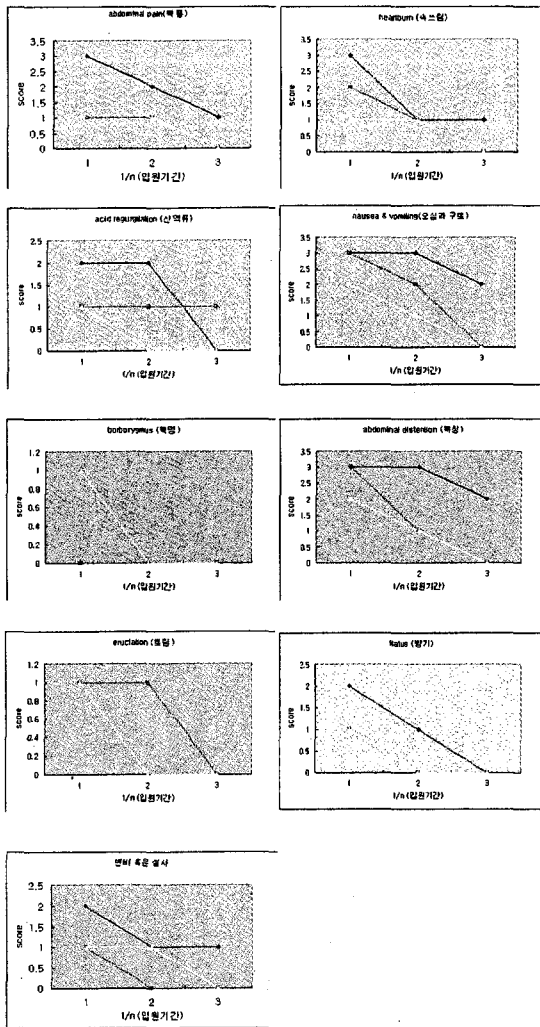 abdominal pain(복통)
3.5
3
2.5
2
1.5
1
0.5
0
score
1 2 3
1/n (입원기간)
heartburn (속쓰림)
3.5
3
2.5
2
1.5
1
0.5
0
score
1 2 3
1/n (입원기간)
acid regurgitation (산역류)
2.5
2
1.5
1
0.5
0
score
1 2 3
1/n (입원기간)
nausea & vomiting(오심과 구토)
3.5
3
2.5
2
1.5
1
0.5
0
score
1 2 3
1/n (입원기간)
borborygmus (복명)
1.2
1
0.8
0.6
0.4
0.2
0
score
1 2 3
1/n (입원기간)
abdominal distention (복창)
3.5
3
2.5
2
1.5
1
0.5
0
score
1 2 3
1/n (입원기간)
eructation (트림)
1.2
1
0.8
0.6
0.4
0.2
0
score
1 2 3
1/n (입원기간)
flatus (방기)
2.5
2
1.5
1
0.5
0
score
1 2 3
1/n (입원기간)
변비 혹은 설사
2.5
2
1.5
1
0.5
0
score
1 2 3
1/n (입원기간)